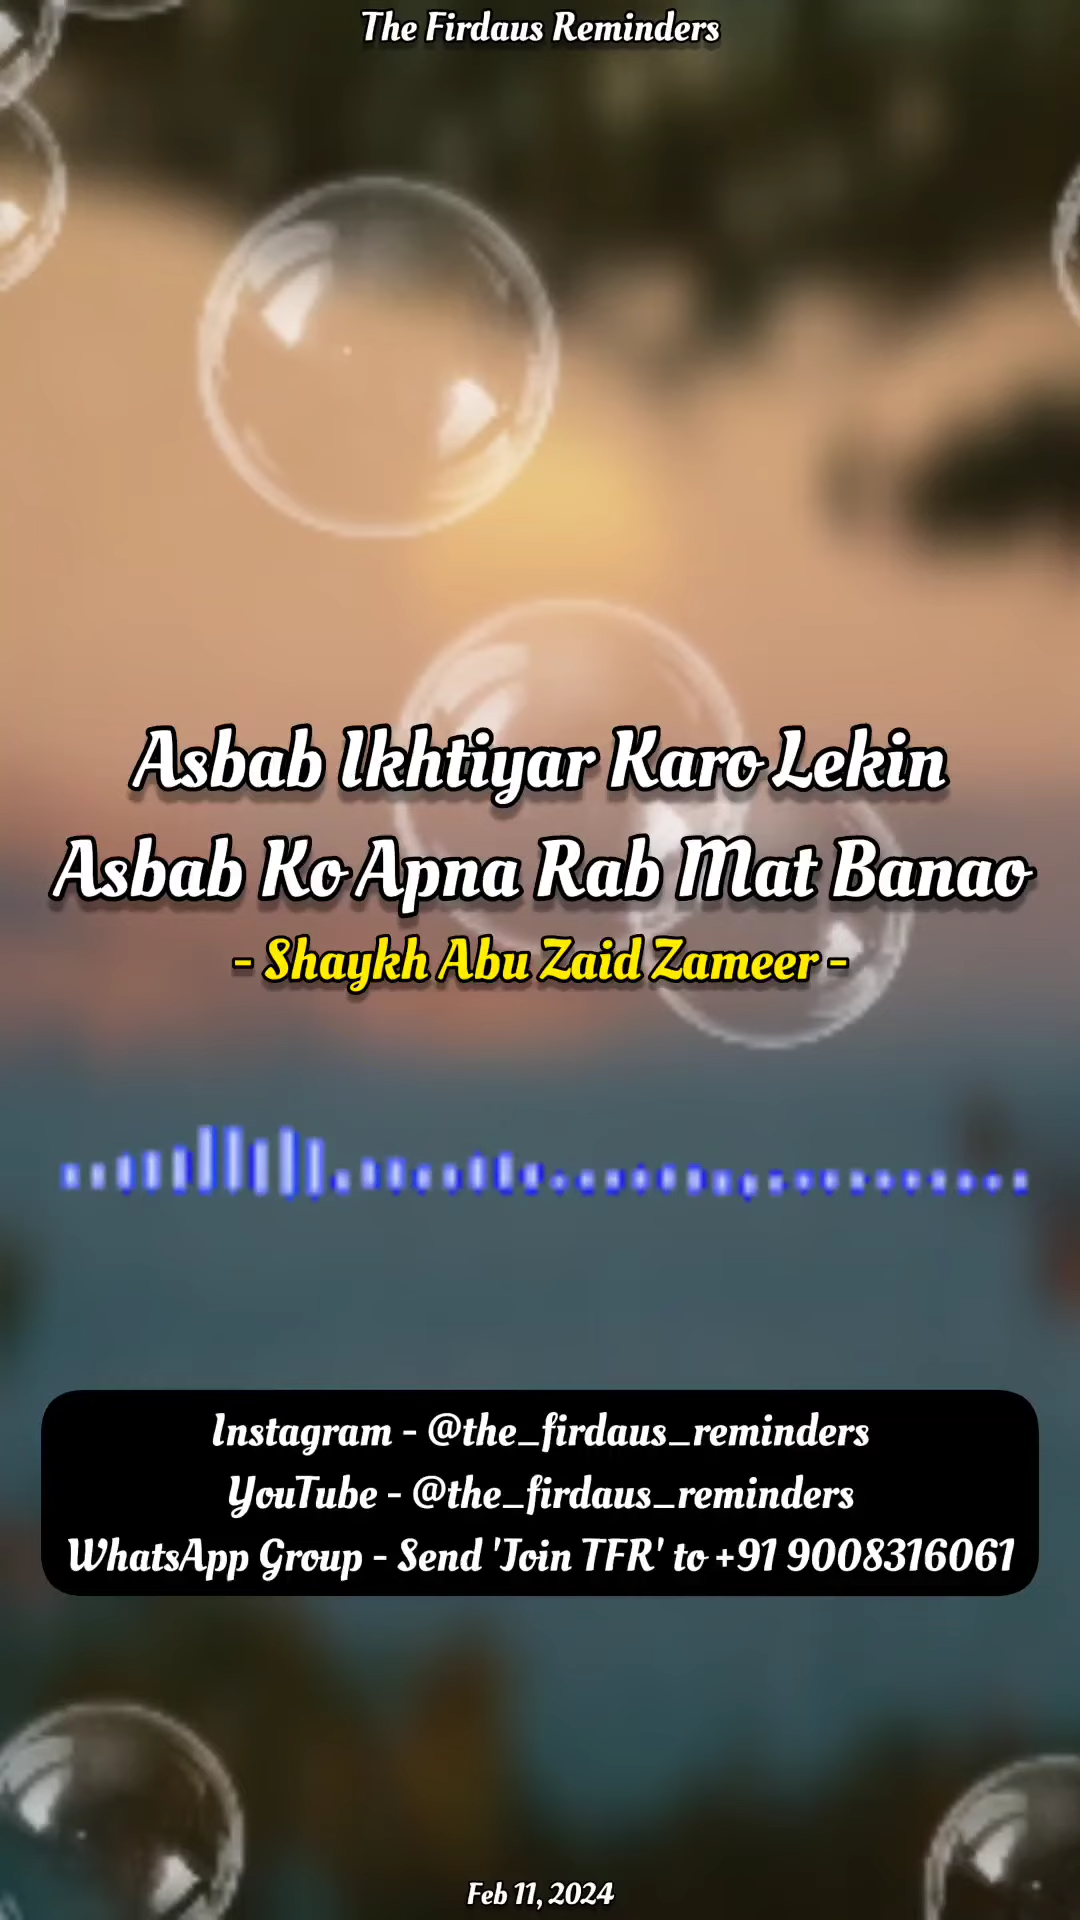 The Firdaus Reminders
Asbab Ikhtiyar Karo Lekin
Asbab Ko Apna Rab Mat Banao
- Shaykh Abu Zaid Zameer -
Instagram - @the_firdaus_reminders
YouTube - @the_firdaus_reminders
WhatsApp Group - Send 'Join TFR' to +91 9008316061
Feb 11, 2024